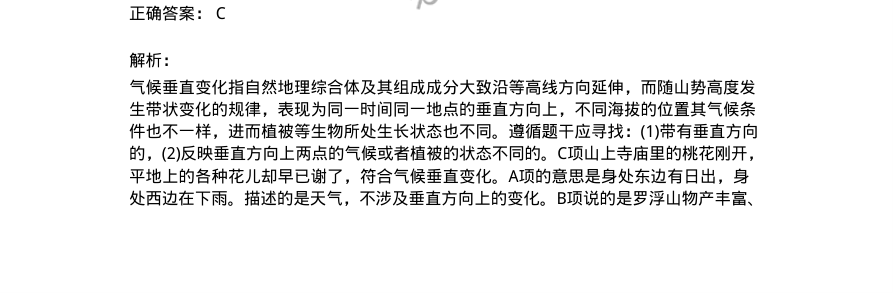 正确答案： C
解析：
气候垂直变化指自然地理综合体及其组成成分大致沿等高线方向延伸，而随山势高度发
生带状变化的规律，表现为同一时间同一地点的垂直方向上，不同海拔的位置其气候条
件也不一样，进而植被等生物所处生长状态也不同。遵循题干应寻找：(1)带有垂直方向
的，(2)反映垂直方向上两点的气候或者植被的状态不同的。C项山上寺庙里的桃花刚开，
平地上的各种花儿却早已谢了，符合气候垂直变化。A项的意思是身处东边有日出，身
处西边在下雨。描述的是天气，不涉及垂直方向上的变化。B项说的是罗浮山物产丰富、